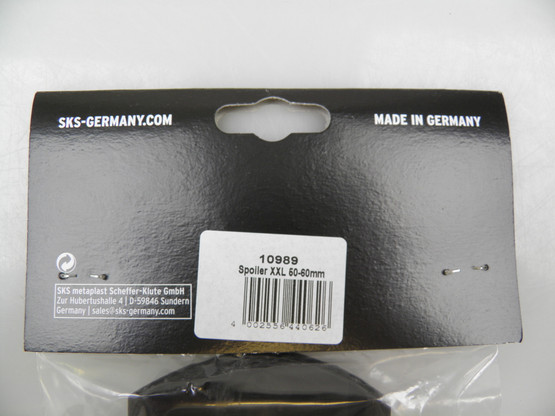 SKS-GERMANY.COM
MADE IN GERMANY
10989
Spoiler XXL 50-60mm
4 002556 440626
SKS metaplast Scheffer-Klute GmbH
Zur Hubertushalle 4 | D-59846 Sundern
Germany | sales@sks-germany.com